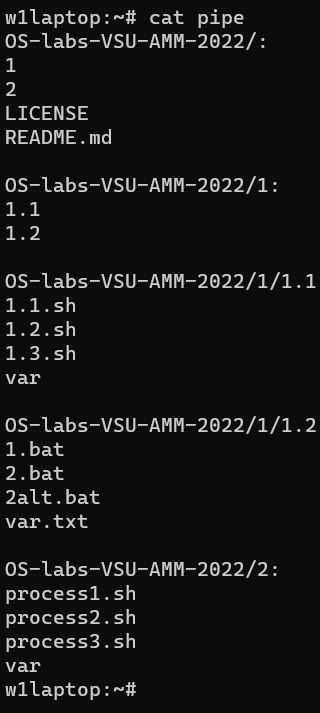 w1laptop:~# cat pipe
OS-labs-VSU-AMM-2022/:
1
2
LICENSE
README.md

OS-labs-VSU-AMM-2022/1:
1.1
1.2

OS-labs-VSU-AMM-2022/1/1.1
1.1.sh
1.2.sh
1.3.sh
var

OS-labs-VSU-AMM-2022/1/1.2
1.bat
2.bat
2alt.bat
var.txt

OS-labs-VSU-AMM-2022/2:
process1.sh
process2.sh
process3.sh
var
w1laptop:~#